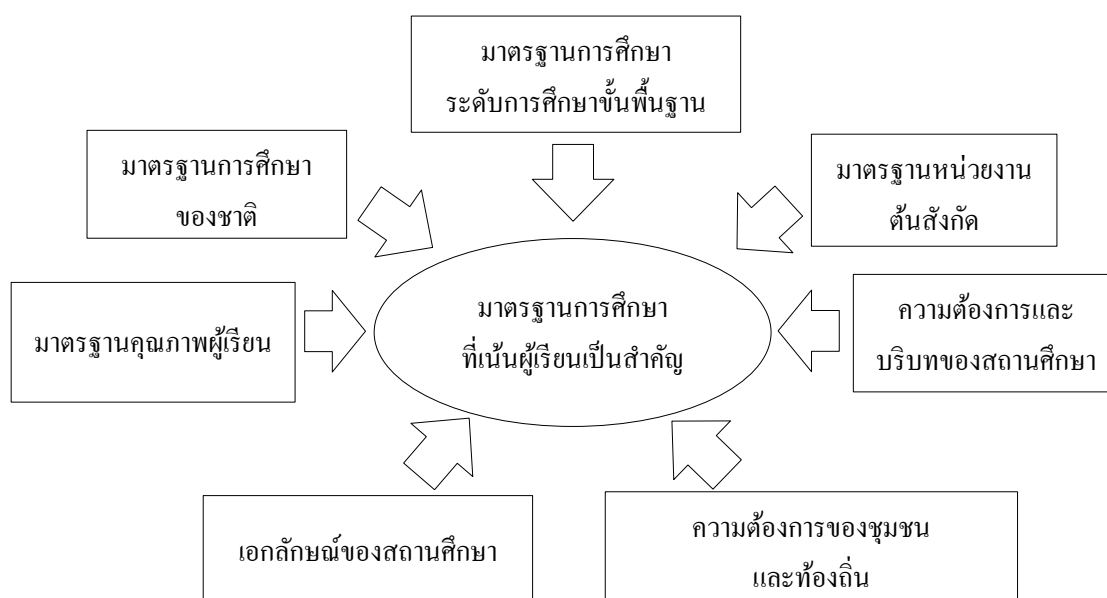 มาตรฐานการศึกษา
ระดับการศึกษาขั้นพื้นฐาน
มาตรฐานการศึกษา
ของชาติ
มาตรฐานหน่วยงาน
ต้นสังกัด
มาตรฐานคุณภาพผู้เรียน
มาตรฐานการศึกษา
ที่เน้นผู้เรียนเป็นสำคัญ
ความต้องการและ
บริบทของสถานศึกษา
เอกลักษณ์ของสถานศึกษา
ความต้องการของชุมชน
และท้องถิ่น